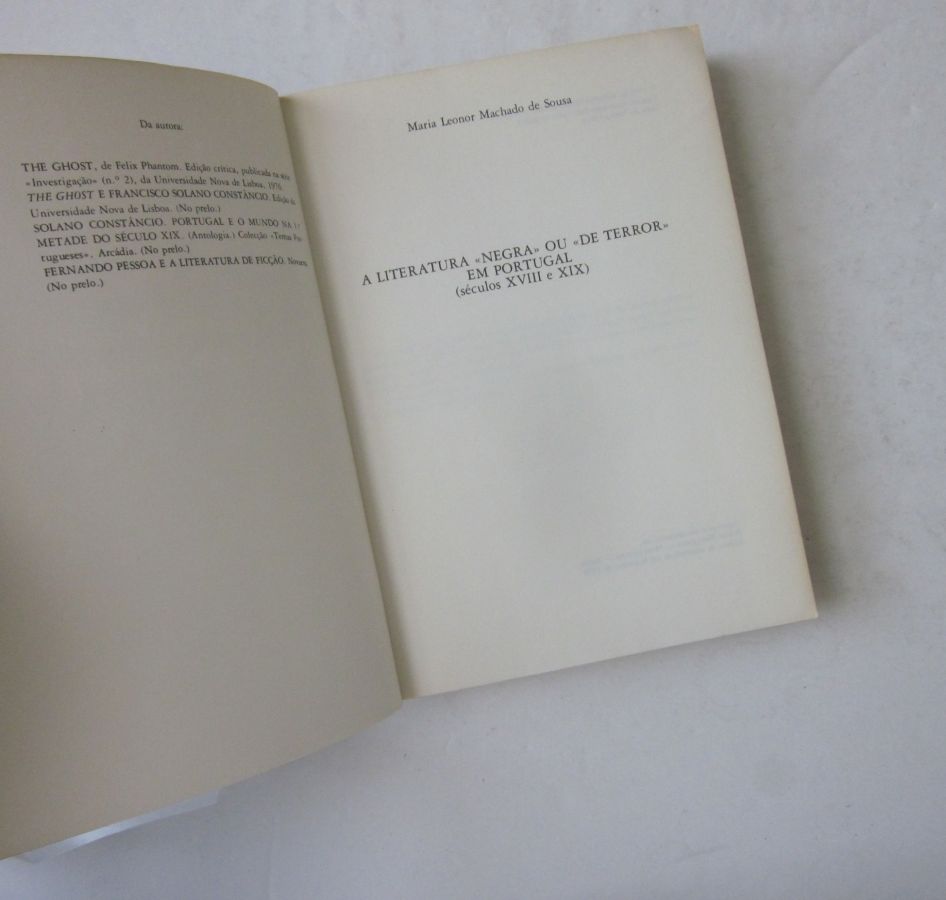 Da autora:
THE GHOST, de Felix Phantom. Edição crítica, publicada na série
«Investigação» (n.º 2), da Universidade Nova de Lisboa, 1976.
THE GHOST E FRANCISCO SOLANO CONSTÂNCIO. Edição da
Universidade Nova de Lisboa. (No prelo.)
SOLANO CONSTÂNCIO. PORTUGAL E O MUNDO NA
METADE DO SÉCULO XIX. (Antologia.) Colecção «Temas Por-
tugueses». Arcádia. (No prelo.)
FERNANDO PESSOA E A LITERATURA DE FICÇÃO.
(No prelo.)
Maria Leonor Machado de Sousa
A LITERATURA «NEGRA» OU «DE TERROR»
EM PORTUGAL
(séculos XVIII e XIX)